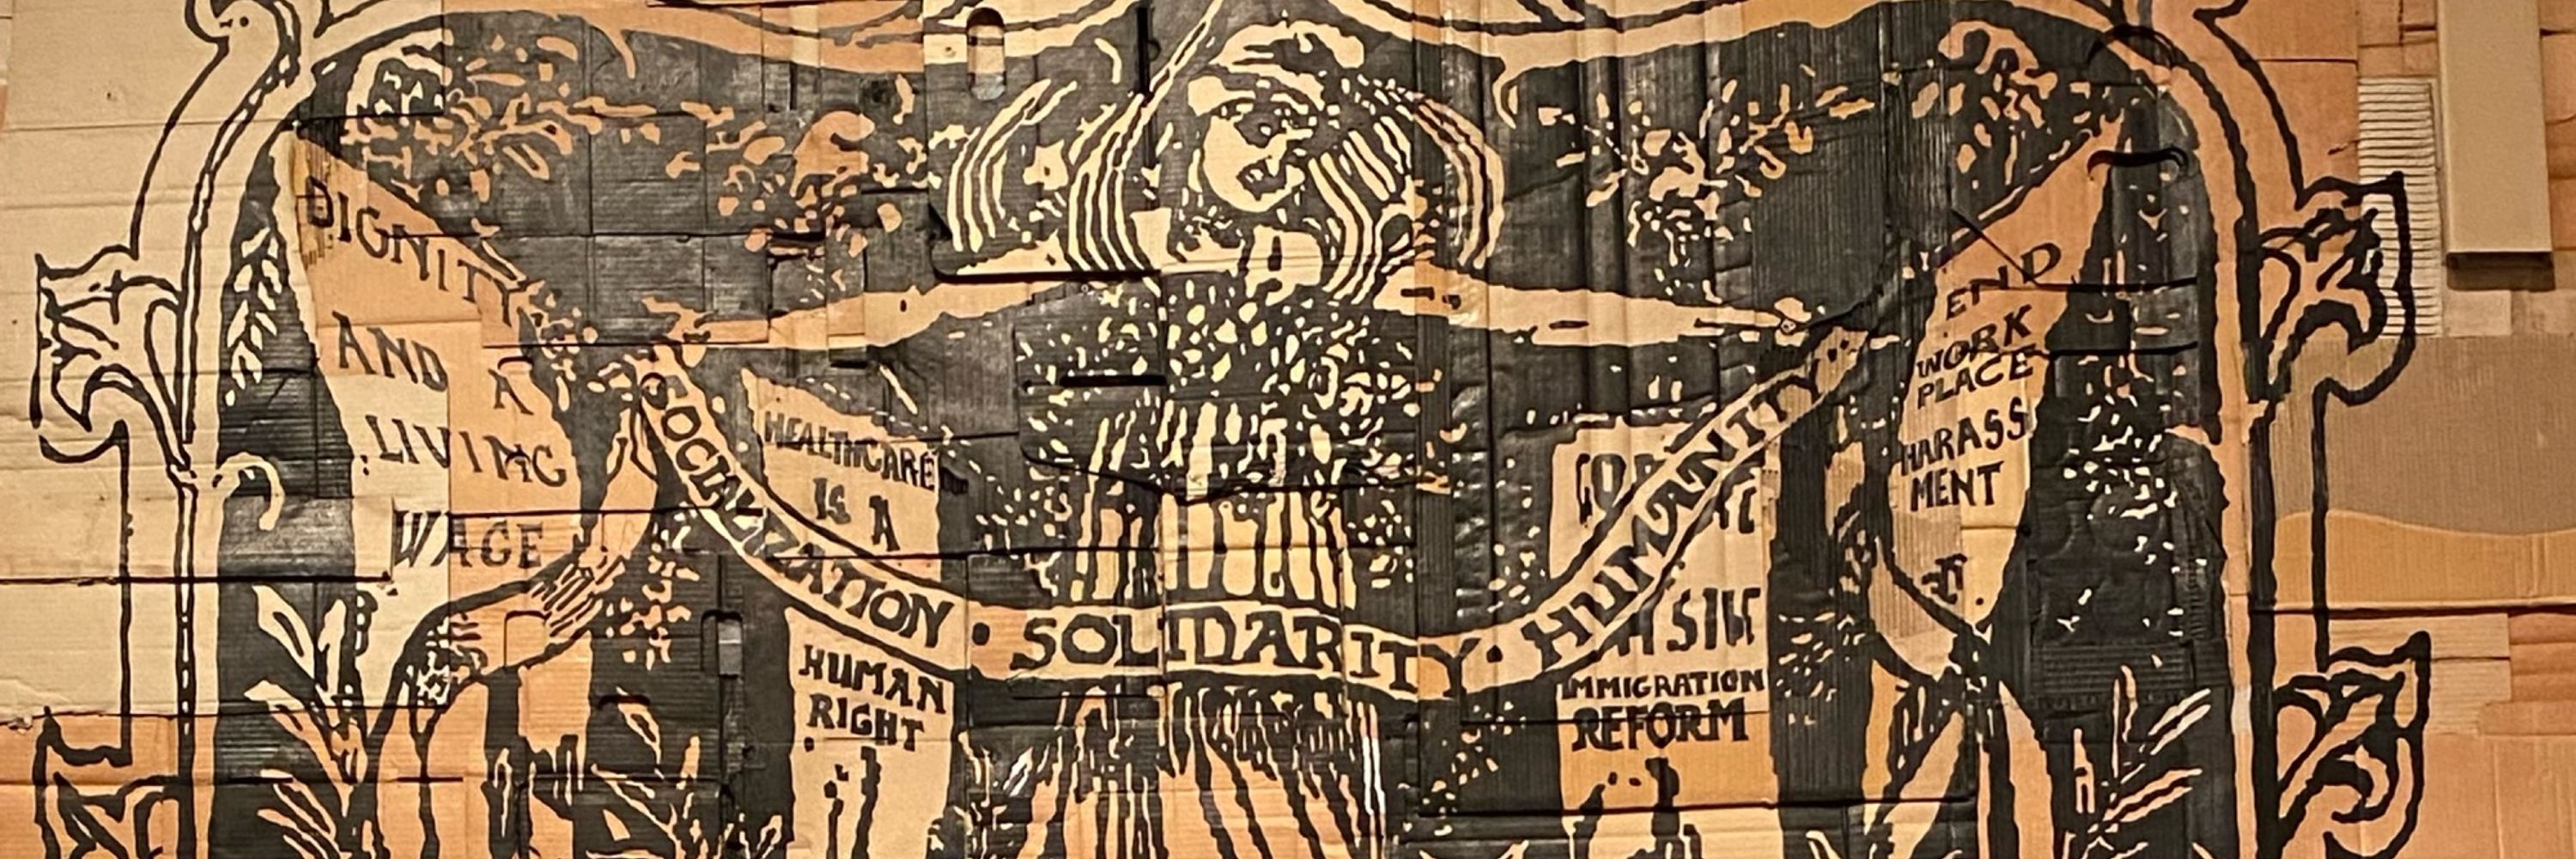 DIGNITY
AND A
LIVING
WAGE
HEALTHCARE
IS A
HUMAN
RIGHT
SOCIALIZATION • SOLIDARITY • HUMANITY
IMMIGRATION
REFORM
END
WORK
PLACE
HARASS
MENT